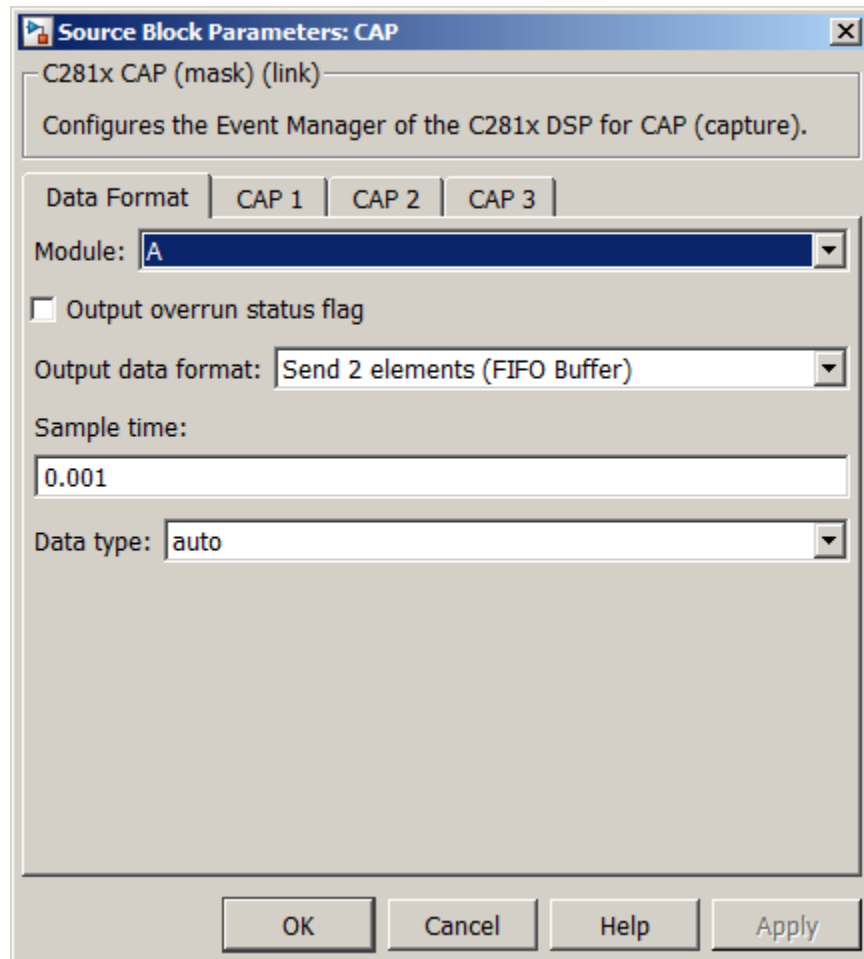 Source Block Parameters: CAP
C281x CAP (mask) (link)
Configures the Event Manager of the C281x DSP for CAP (capture).
Data Format CAP 1 CAP 2 CAP 3
Module: A
Output overrun status flag
Output data format: Send 2 elements (FIFO Buffer)
Sample time:
0.001
Data type: auto
OK Cancel Help Apply